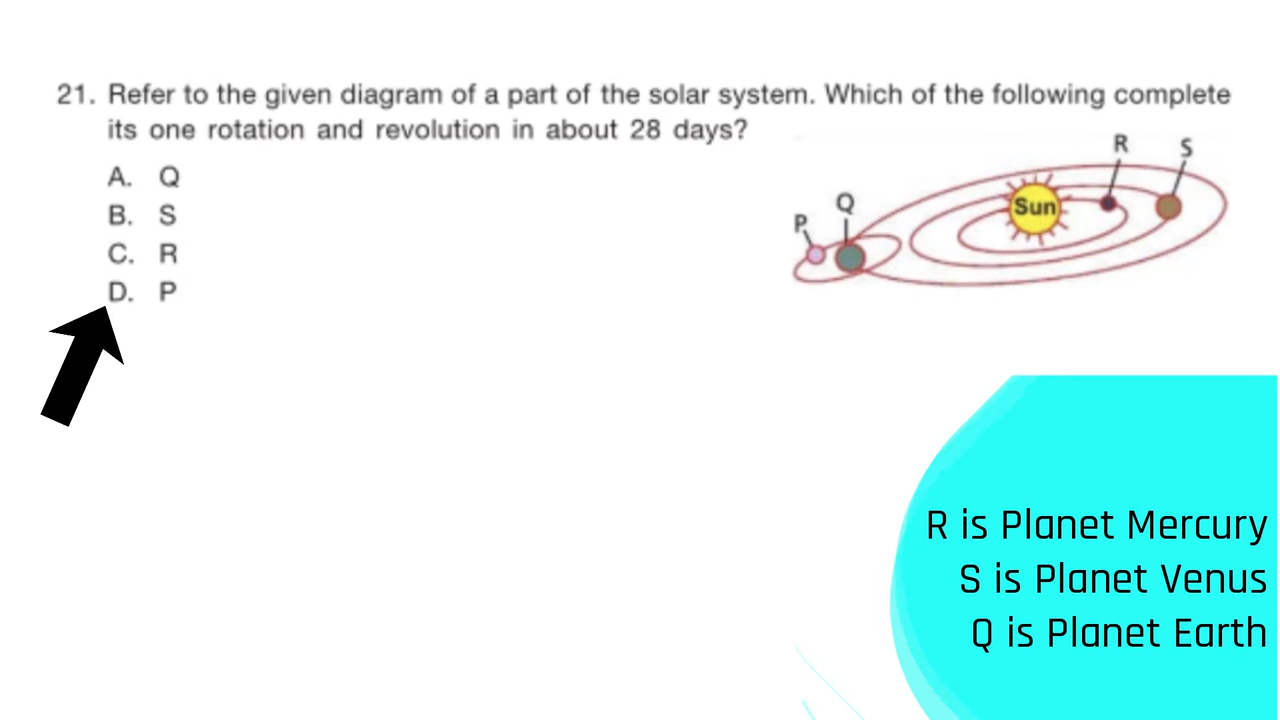 21. Refer to the given diagram of a part of the solar system. Which of the following complete
its one rotation and revolution in about 28 days?
A. Q
B. S
C. R
D. P
R
S
Q
P
Sun
R is Planet Mercury
S is Planet Venus
Q is Planet Earth